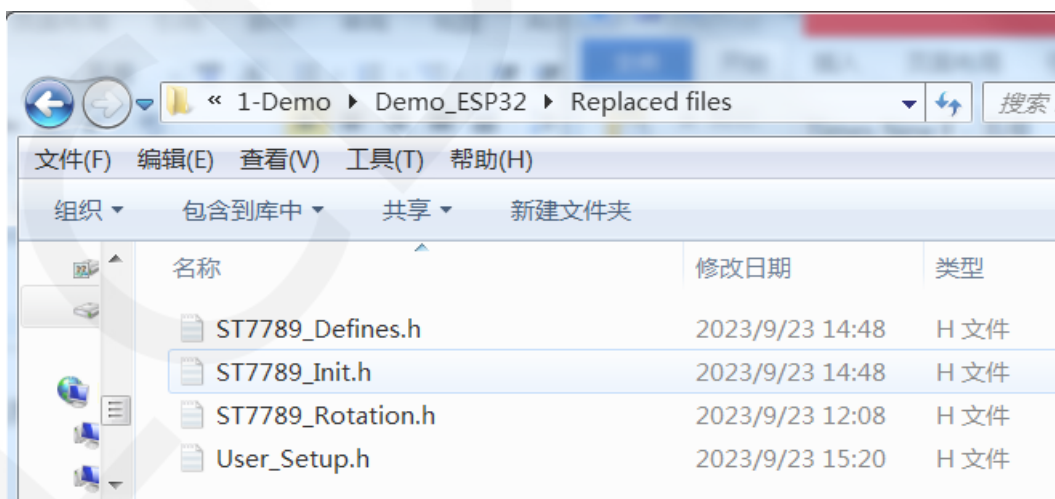 « 1-Demo ▸ Demo_ESP32 ▸ Replaced files 搜索
文件(F) 编辑(E) 查看(V) 工具(T) 帮助(H)
组织 包含到库中 共享 新建文件夹
名称 修改日期 类型
ST7789_Defines.h 2023/9/23 14:48 H 文件
ST7789_Init.h 2023/9/23 14:48 H 文件
ST7789_Rotation.h 2023/9/23 12:08 H 文件
User_Setup.h 2023/9/23 15:20 H 文件